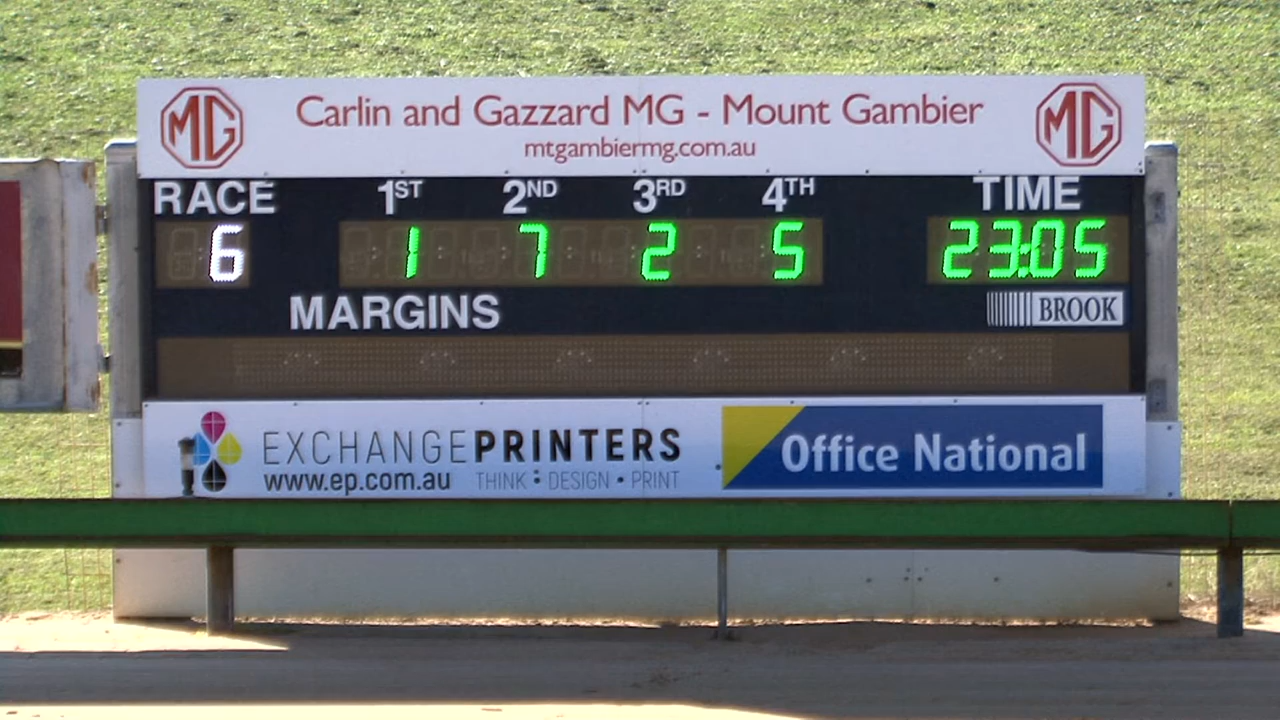 MG Carlin and Gazzard MG - Mount Gambier MG
mtgambiermg.com.au
RACE 1ST 2ND 3RD 4TH TIME
6 1 7 2 5 23:05
MARGINS BROOK
EXCHANGEPRINTERS Office National
www.ep.com.au THINK : DESIGN • PRINT